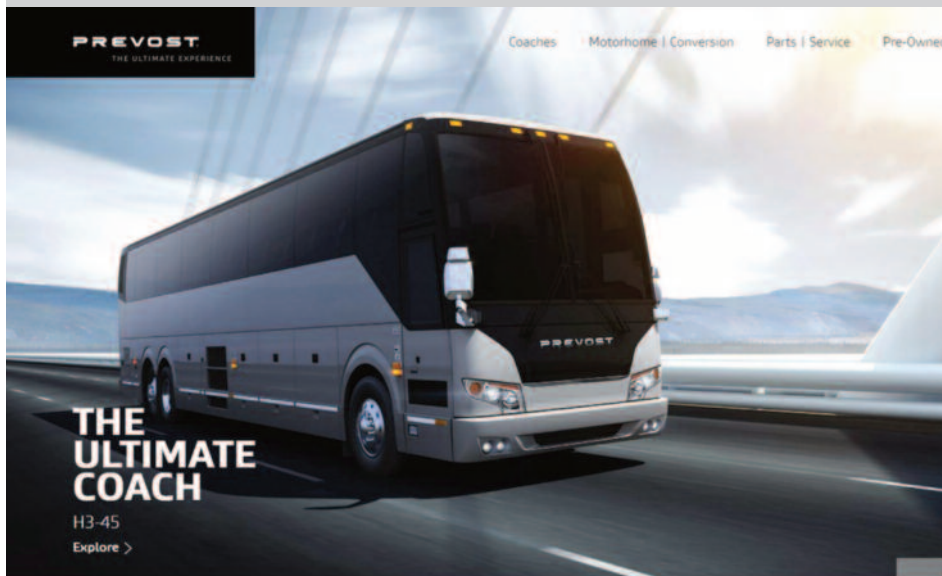 PREVOST
THE ULTIMATE EXPERIENCE
Coaches Motorhome | Conversion Parts | Service Pre-Owne
PREVOST
THE
ULTIMATE
COACH
H3-45
Explore >